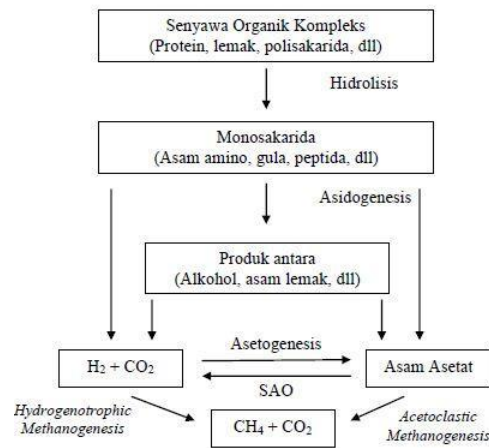 Senyawa Organik Kompleks
(Protein, lemak, polisakarida, dll)
Hidrolisis
Monosakarida
(Asam amino, gula, peptida, dll)
Asidogenesis
Produk antara
(Alkohol, asam lemak, dll)
Asetogenesis
H₂ + CO₂
Asam Asetat
SAO
Hydrogenotrophic
Methanogenesis
CH₄ + CO₂
Acetoclastic
Methanogenesis